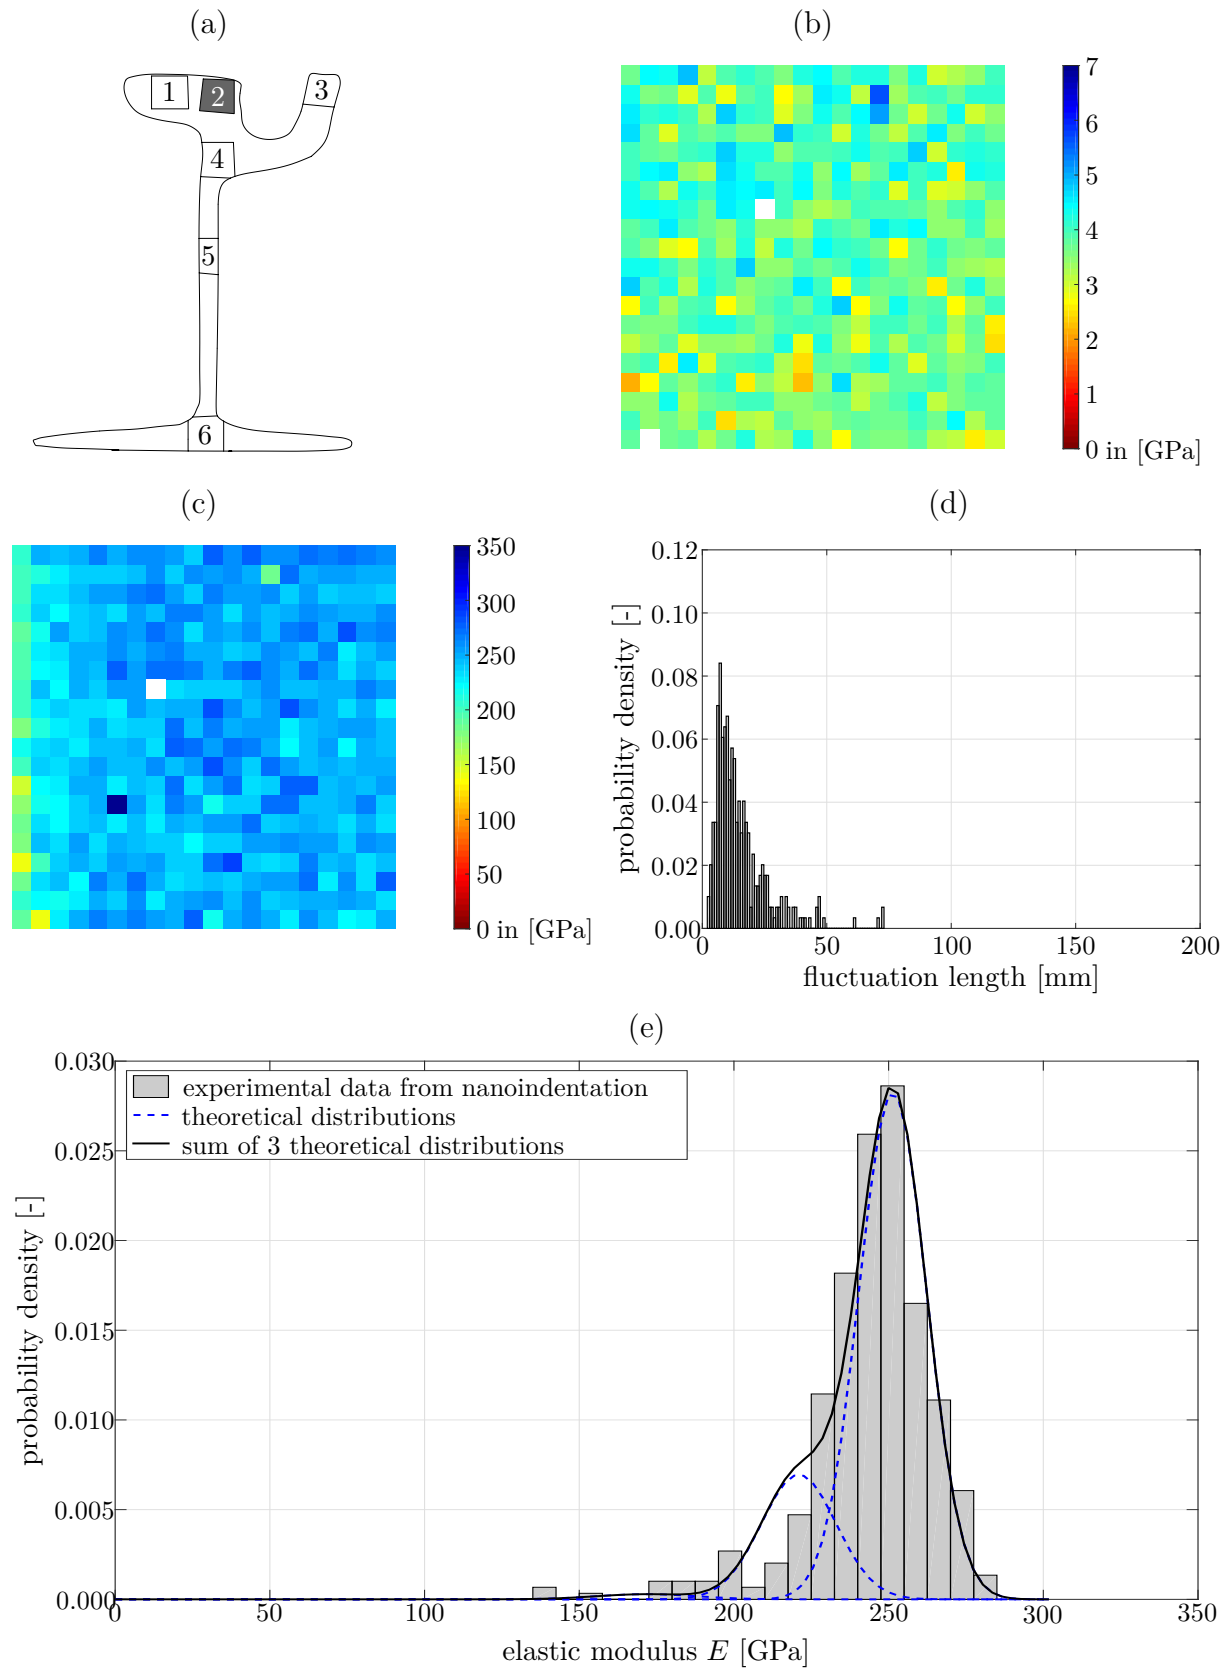 (a)
1
2
3
4
5
6
(b)
7
6
5
4
3
2
1
0 in [GPa]
(c)
350
300
250
200
150
100
50
0 in [GPa]
(d)
0.12
0.10
0.08
0.06
0.04
0.02
0.00
probability density [-]
0 50 100 150 200
fluctuation length [mm]
(e)
0.030
0.025
0.020
0.015
0.010
0.005
0.000
probability density [-]
experimental data from nanoindentation
theoretical distributions
sum of 3 theoretical distributions
0 50 100 150 200 250 300 350
elastic modulus E [GPa]